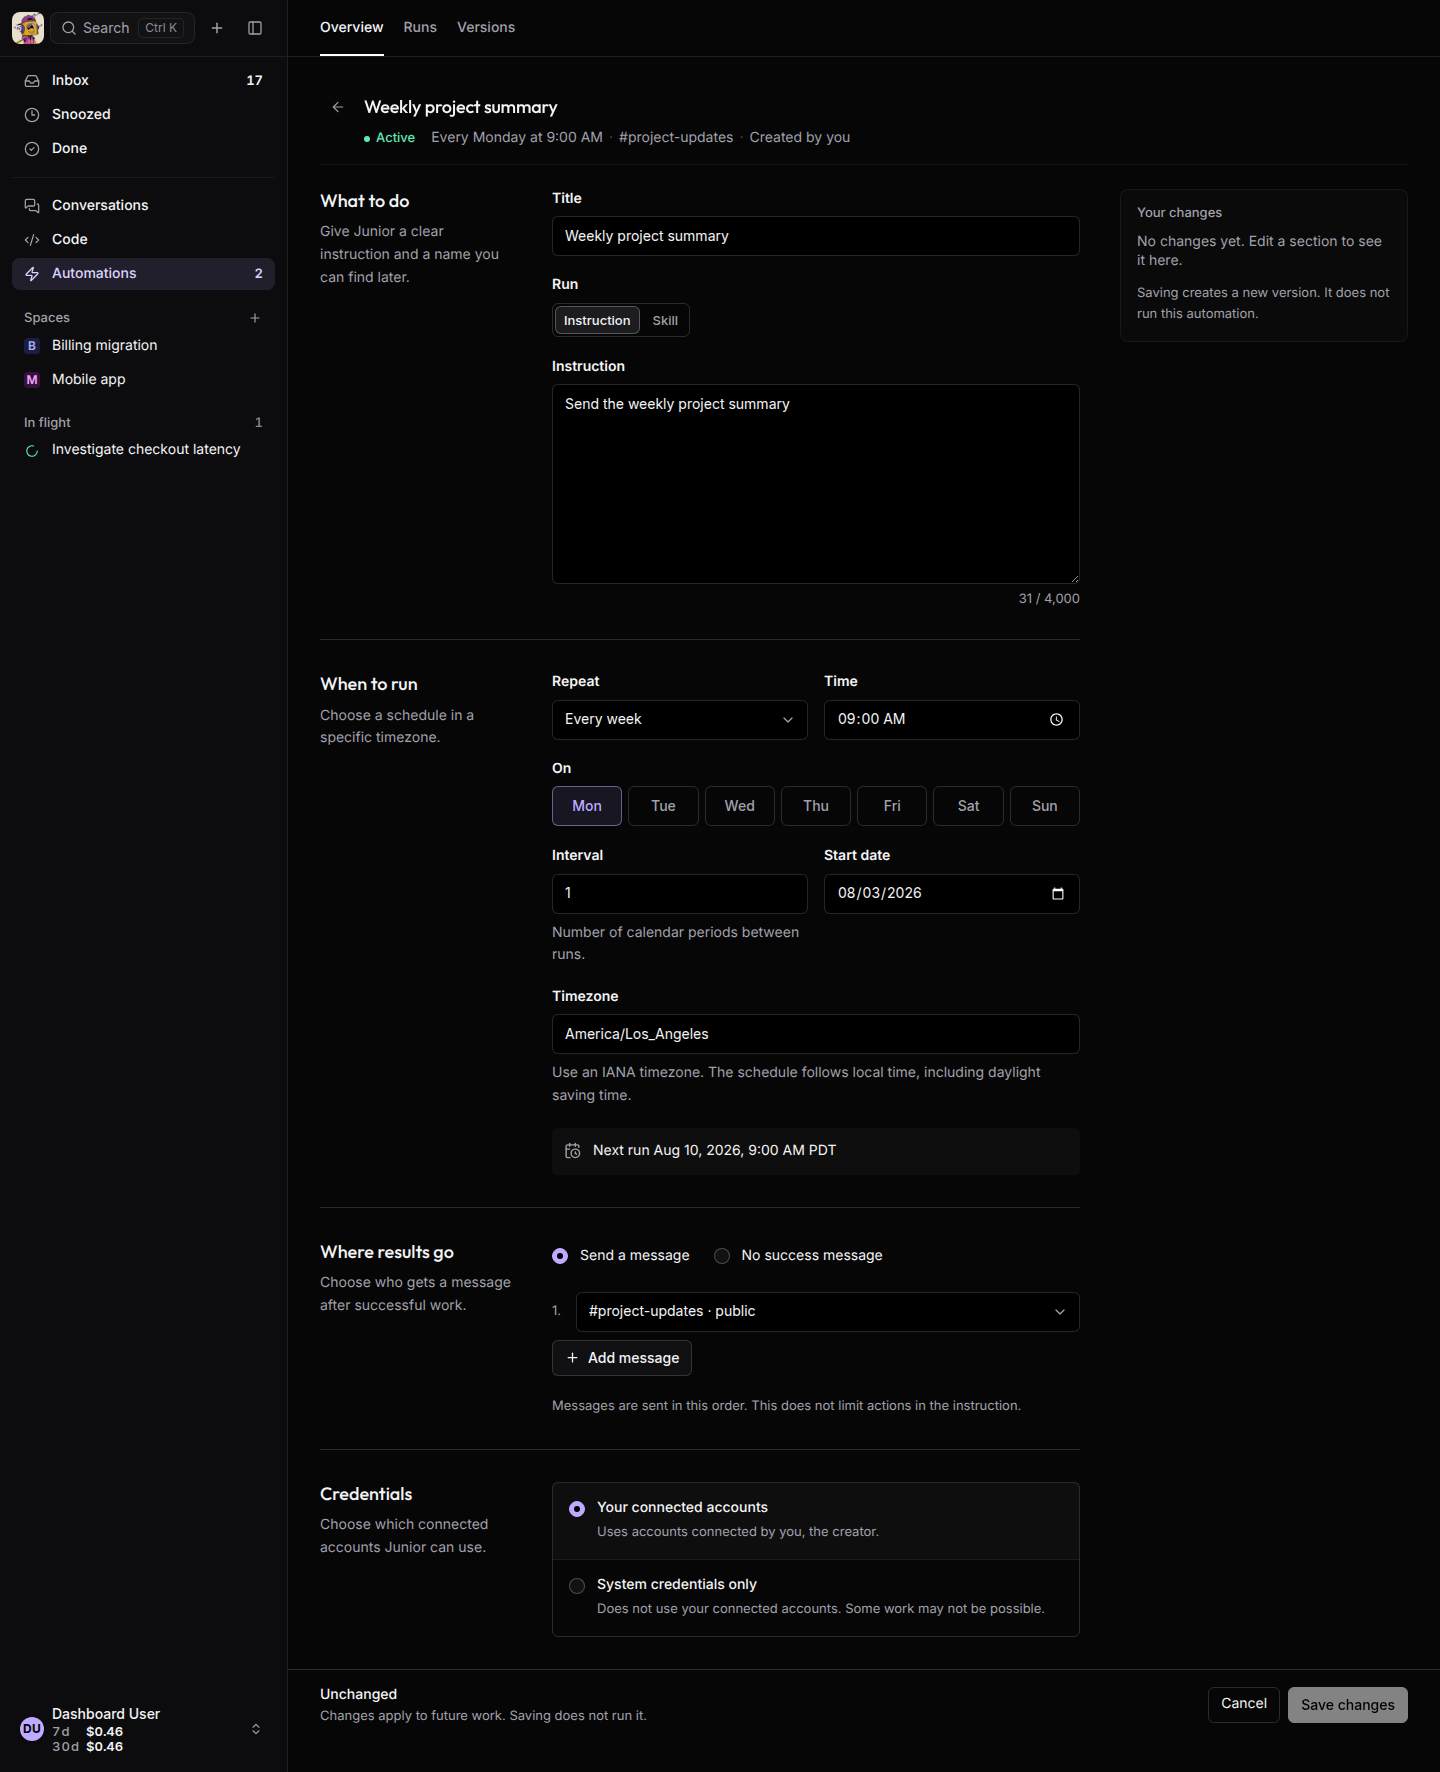 Search Ctrl K
Inbox 17
Snoozed
Done
Conversations
Code
Automations 2
Spaces
B Billing migration
M Mobile app
In flight 1
Investigate checkout latency
DU Dashboard User
7d $0.46
30d $0.46
Overview Runs Versions
Weekly project summary
Active Every Monday at 9:00 AM · #project-updates · Created by you
What to do
Give Junior a clear
instruction and a name you
can find later.
Title
Weekly project summary
Run
Instruction Skill
Instruction
Send the weekly project summary
31 / 4,000
Your changes
No changes yet. Edit a section to see
it here.
Saving creates a new version. It does not
run this automation.
When to run
Choose a schedule in a
specific timezone.
Repeat Time
Every week 09:00 AM
On
Mon Tue Wed Thu Fri Sat Sun
Interval Start date
1 08/03/2026
Number of calendar periods between
runs.
Timezone
America/Los_Angeles
Use an IANA timezone. The schedule follows local time, including daylight
saving time.
Next run Aug 10, 2026, 9:00 AM PDT
Where results go
Choose who gets a message
after successful work.
Send a message No success message
1. #project-updates · public
Add message
Messages are sent in this order. This does not limit actions in the instruction.
Credentials
Choose which connected
accounts Junior can use.
Your connected accounts
Uses accounts connected by you, the creator.
System credentials only
Does not use your connected accounts. Some work may not be possible.
Unchanged
Changes apply to future work. Saving does not run it.
Cancel Save changes